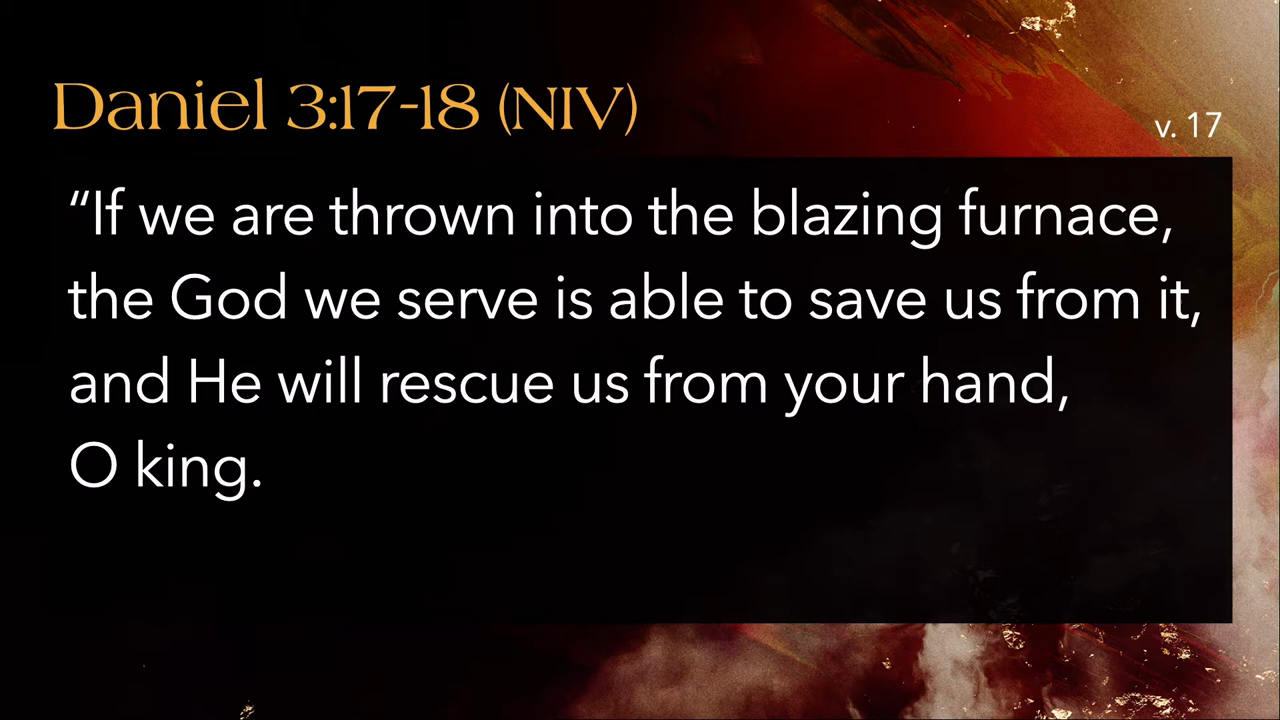 Daniel 3:17-18 (NIV)
v. 17
“If we are thrown into the blazing furnace,
the God we serve is able to save us from it,
and He will rescue us from your hand,
O king.